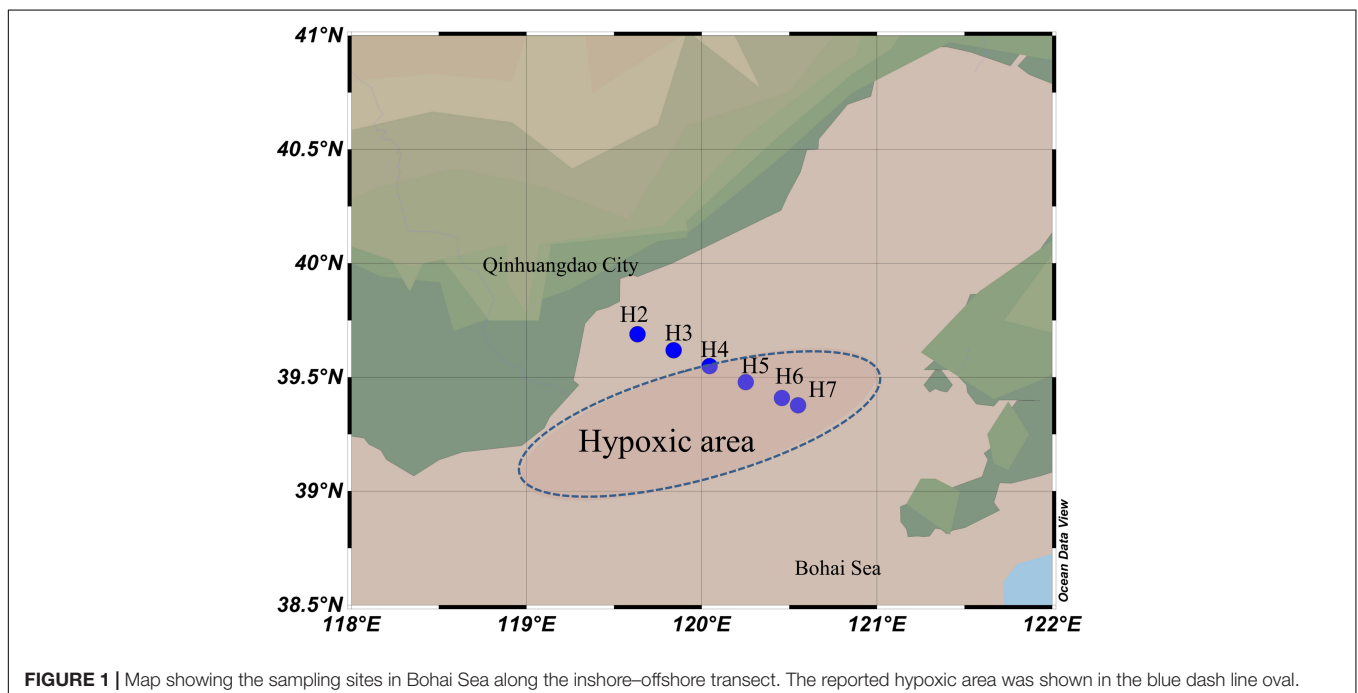 41°N
40.5°N
40°N
39.5°N
39°N
38.5°N
118°E
119°E
120°E
121°E
122°E
Qinhuangdao City
H2
H3
H4
H5
H6
H7
Hypoxic area
Bohai Sea
Ocean Data View
FIGURE 1 | Map showing the sampling sites in Bohai Sea along the inshore–offshore transect. The reported hypoxic area was shown in the blue dash line oval.